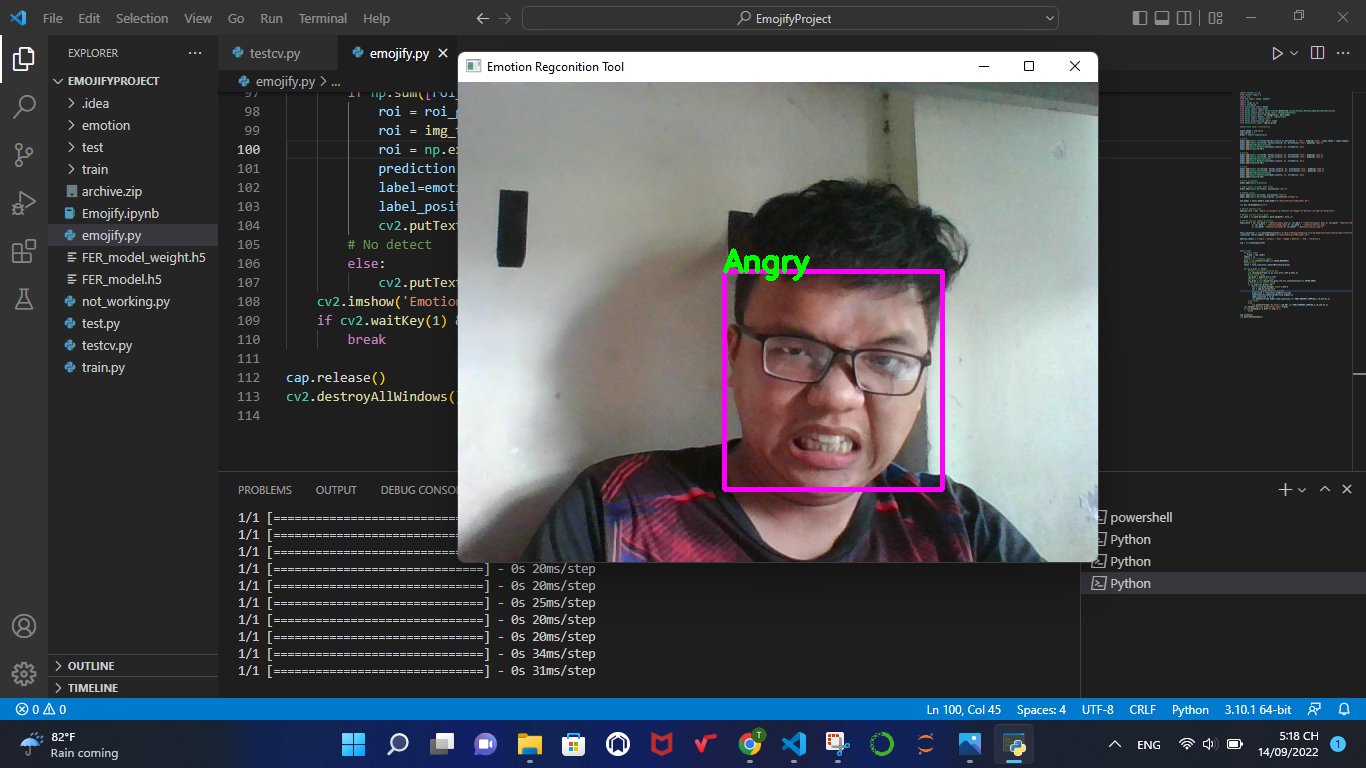 File Edit Selection View Go Run Terminal Help
EmojifyProject
EXPLORER
EMOJIFYPROJECT
.idea
emotion
test
train
archive.zip
Emojify.ipynb
emojify.py
FER_model_weight.h5
FER_model.h5
not_working.py
test.py
testcv.py
train.py
OUTLINE
TIMELINE
testcv.py
emojify.py
emojify.py > ...
97 if np.sum([roi_
98 roi = roi_
99 roi = img_
100 roi = np.e
101 prediction
102 label=emoti
103 label_posit
104 cv2.putText
105 # No detect
106 else:
107 cv2.putText
108 cv2.imshow('Emotion
109 if cv2.waitKey(1) &
110 break
111
112 cap.release()
113 cv2.destroyAllWindows(
114
Emotion Regconition Tool
Angry
PROBLEMS OUTPUT DEBUG CONSO
1/1 [==============================
1/1 [==============================
1/1 [==============================
1/1 [==============================] - 0s 20ms/step
1/1 [==============================] - 0s 20ms/step
1/1 [==============================] - 0s 25ms/step
1/1 [==============================] - 0s 20ms/step
1/1 [==============================] - 0s 20ms/step
1/1 [==============================] - 0s 34ms/step
1/1 [==============================] - 0s 31ms/step
powershell
Python
Python
Python
0 0
Ln 100, Col 45 Spaces: 4 UTF-8 CRLF Python 3.10.1 64-bit
82°F
Rain coming
T
ENG
5:18 CH
14/09/2022
1